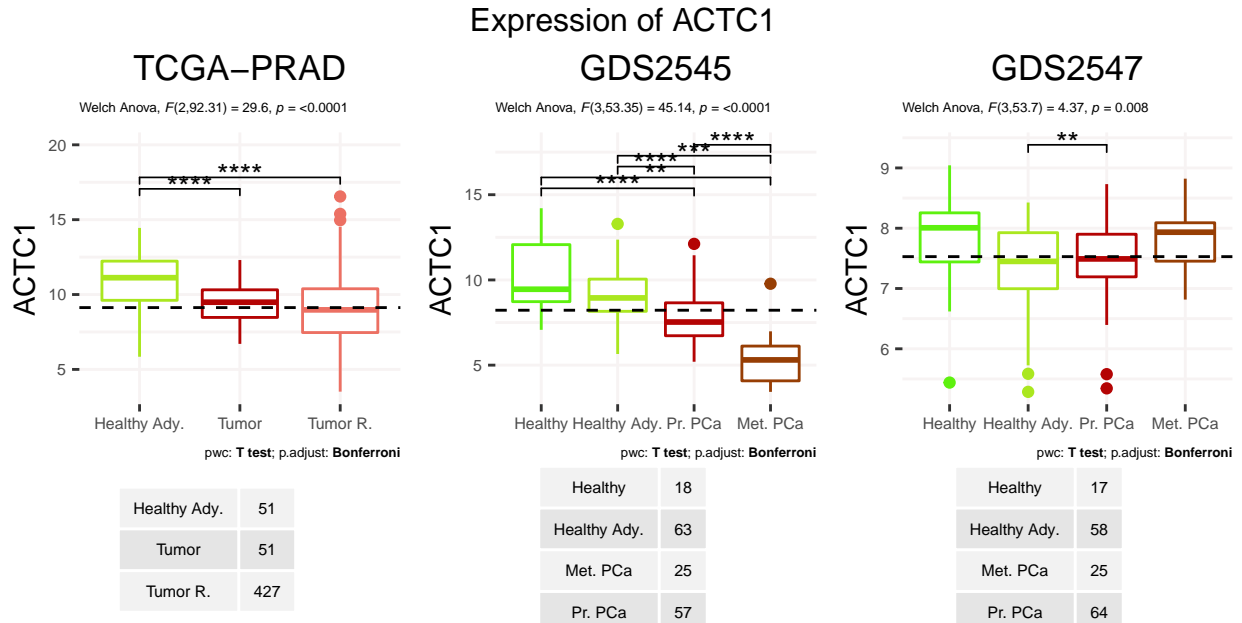 Expression of ACTC1
TCGA−PRAD
Welch Anova, F(2,92.31) = 29.6, p = <0.0001
ACTC1
20
15
10
5
****
****
Healthy Ady.
Tumor
Tumor R.
pwc: T test; p.adjust: Bonferroni
Healthy Ady. 51
Tumor 51
Tumor R. 427
GDS2545
Welch Anova, F(3,53.35) = 45.14, p = <0.0001
ACTC1
15
10
5
****
***
****
**
****
Healthy
Healthy Ady.
Pr. PCa
Met. PCa
pwc: T test; p.adjust: Bonferroni
Healthy 18
Healthy Ady. 63
Met. PCa 25
Pr. PCa 57
GDS2547
Welch Anova, F(3,53.7) = 4.37, p = 0.008
ACTC1
9
8
7
6
**
Healthy
Healthy Ady.
Pr. PCa
Met. PCa
pwc: T test; p.adjust: Bonferroni
Healthy 17
Healthy Ady. 58
Met. PCa 25
Pr. PCa 64